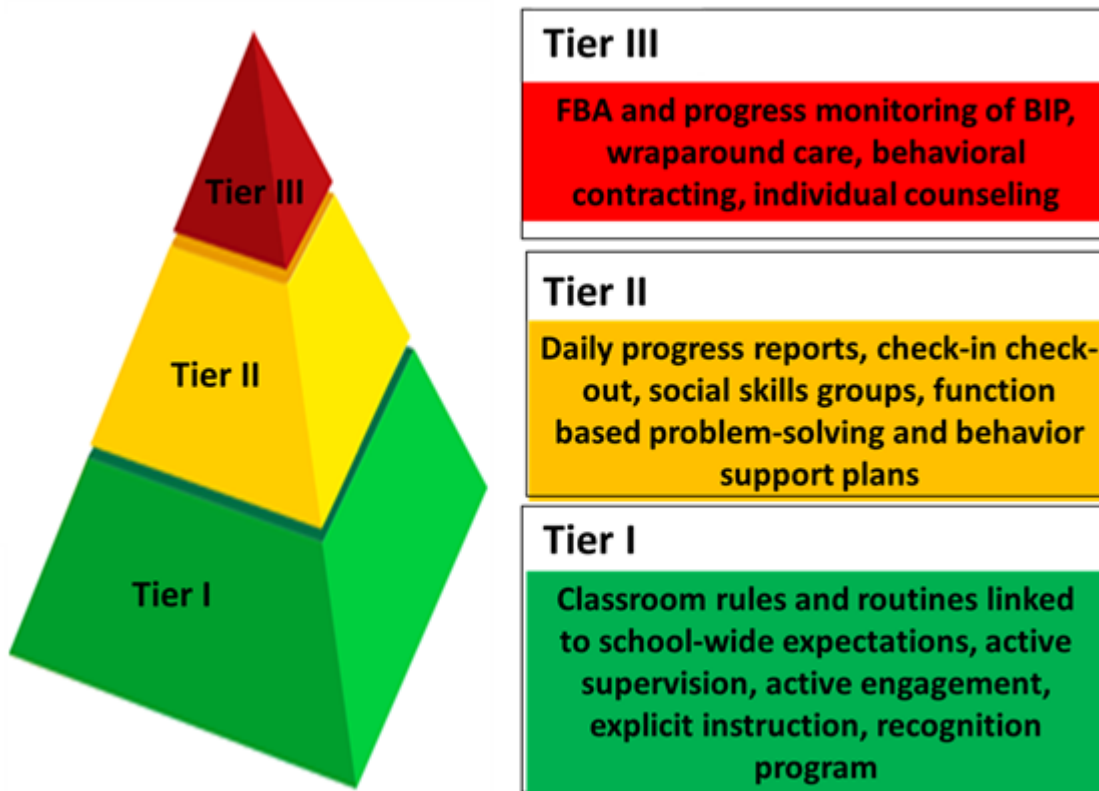 Tier III
Tier II
Tier I
Tier III
FBA and progress monitoring of BIP,
wraparound care, behavioral
contracting, individual counseling
Tier II
Daily progress reports, check-in check-
out, social skills groups, function
based problem-solving and behavior
support plans
Tier I
Classroom rules and routines linked
to school-wide expectations, active
supervision, active engagement,
explicit instruction, recognition
program